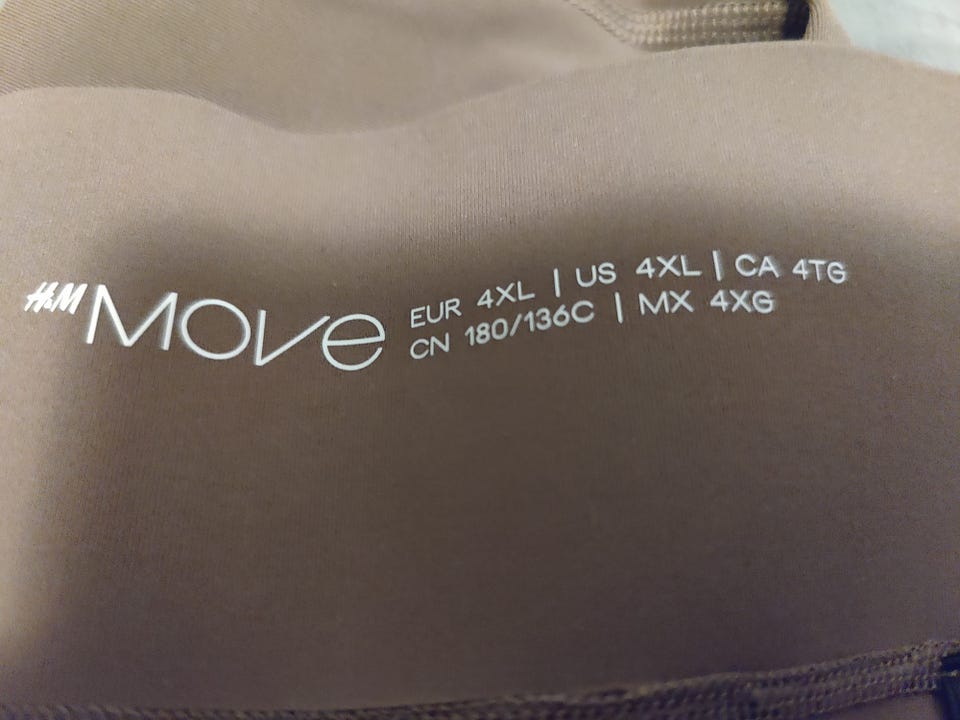 H&M Move
EUR 4XL | US 4XL | CA 4TG
CN 180/136C | MX 4XG